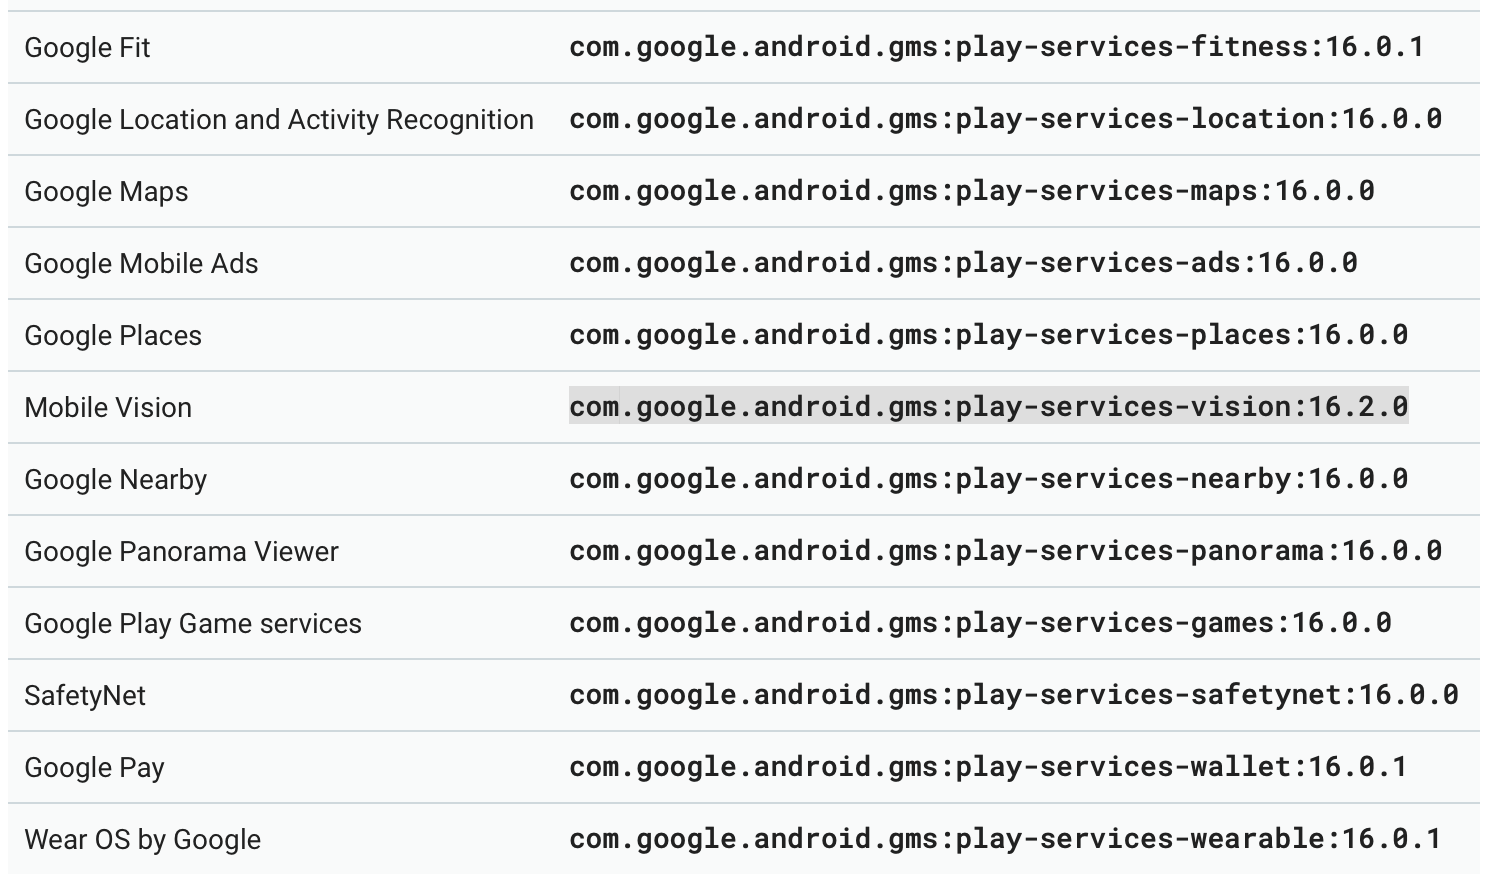 Google Fit com.google.android.gms:play-services-fitness:16.0.1
Google Location and Activity Recognition com.google.android.gms:play-services-location:16.0.0
Google Maps com.google.android.gms:play-services-maps:16.0.0
Google Mobile Ads com.google.android.gms:play-services-ads:16.0.0
Google Places com.google.android.gms:play-services-places:16.0.0
Mobile Vision com.google.android.gms:play-services-vision:16.2.0
Google Nearby com.google.android.gms:play-services-nearby:16.0.0
Google Panorama Viewer com.google.android.gms:play-services-panorama:16.0.0
Google Play Game services com.google.android.gms:play-services-games:16.0.0
SafetyNet com.google.android.gms:play-services-safetynet:16.0.0
Google Pay com.google.android.gms:play-services-wallet:16.0.1
Wear OS by Google com.google.android.gms:play-services-wearable:16.0.1